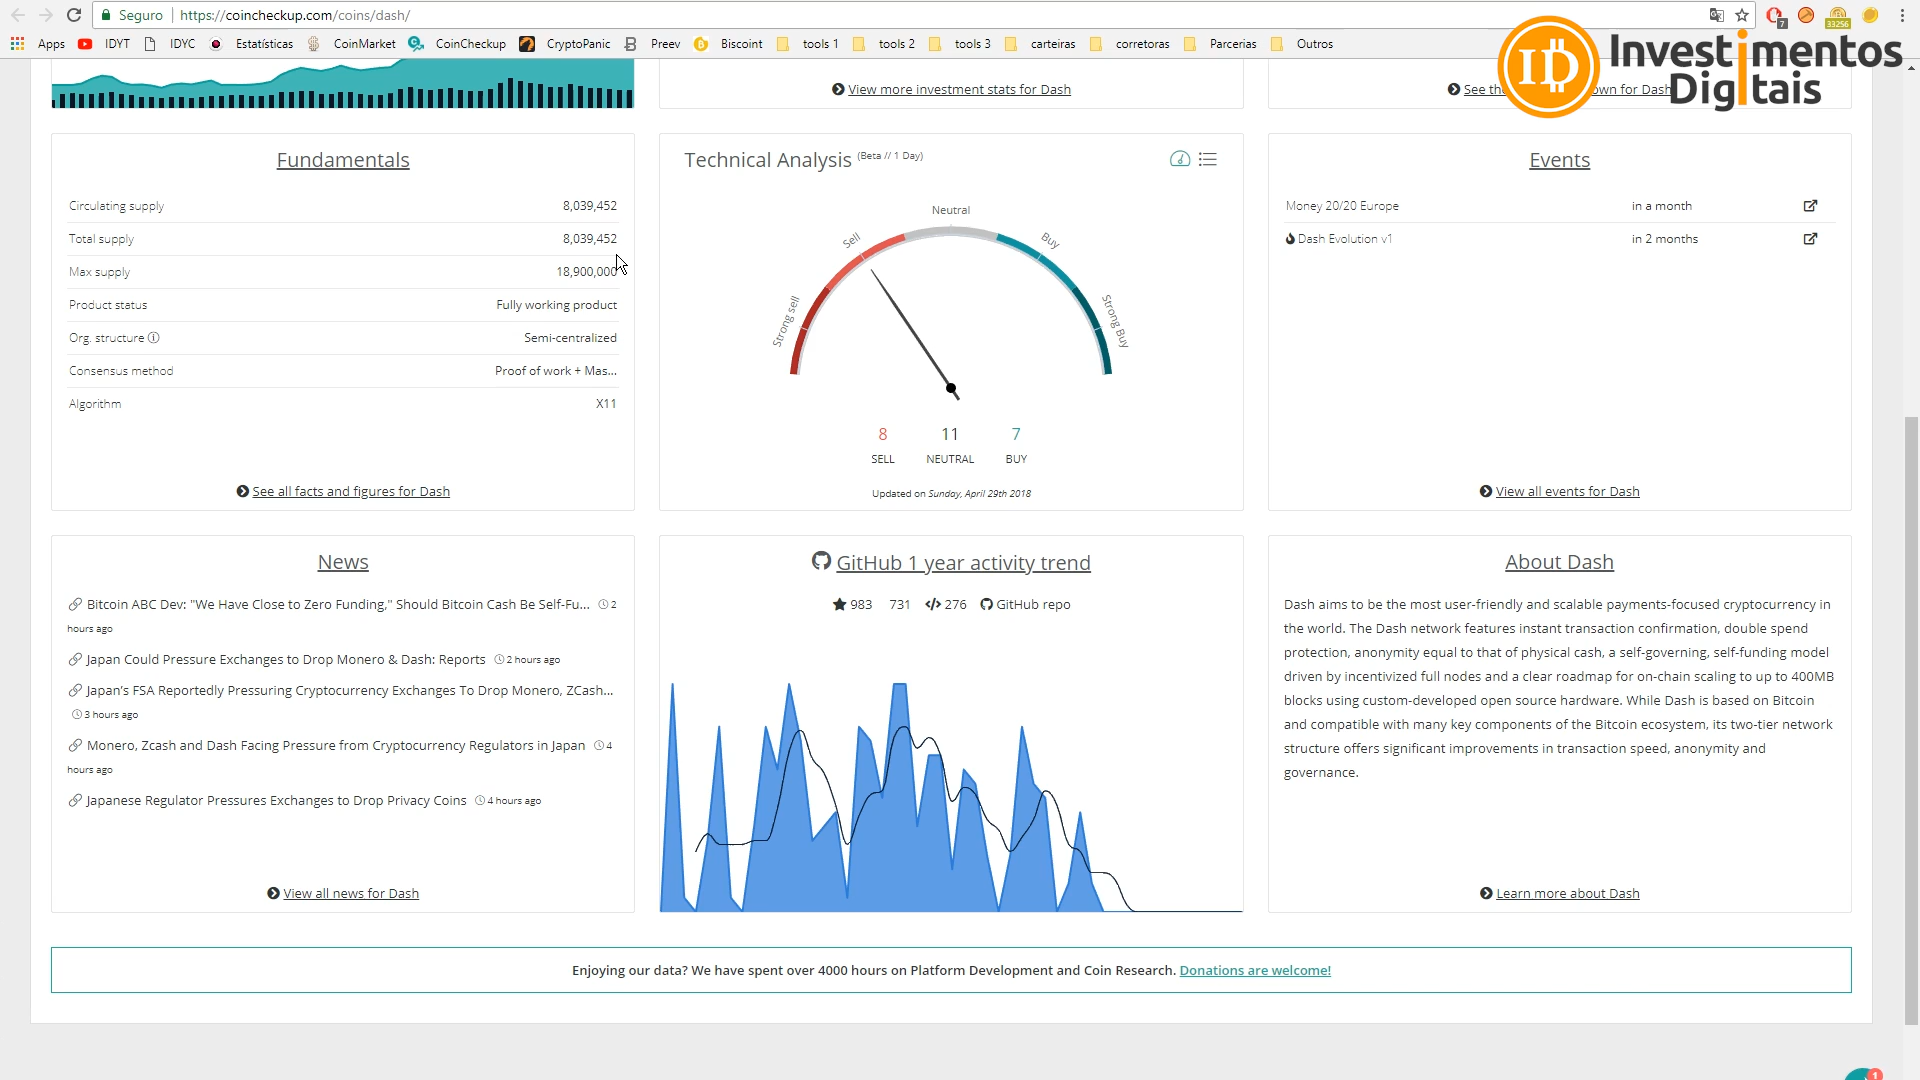 Seguro | https://coincheckup.com/coins/dash/
7
33256
Apps IDYT IDYC Estatísticas CoinMarket CoinCheckup CryptoPanic Preev Biscoint tools 1 tools 2 tools 3 carteiras corretoras Parcerias Outros
Investimentos
Digitais
View more investment stats for Dash
See th
own for Dash
Fundamentals
Circulating supply 8,039,452
Total supply 8,039,452
Max supply 18,900,000
Product status Fully working product
Org. structure Semi-centralized
Consensus method Proof of work + Mas...
Algorithm X11
See all facts and figures for Dash
Technical Analysis (Beta // 1 Day)
Neutral
Sell
Buy
Strong sell
Strong Buy
8 11 7
SELL NEUTRAL BUY
Updated on Sunday, April 29th 2018
Events
Money 20/20 Europe in a month
Dash Evolution v1 in 2 months
View all events for Dash
News
Bitcoin ABC Dev: "We Have Close to Zero Funding," Should Bitcoin Cash Be Self-Fu... 2
hours ago
Japan Could Pressure Exchanges to Drop Monero & Dash: Reports 2 hours ago
Japan's FSA Reportedly Pressuring Cryptocurrency Exchanges To Drop Monero, ZCash...
3 hours ago
Monero, Zcash and Dash Facing Pressure from Cryptocurrency Regulators in Japan 4
hours ago
Japanese Regulator Pressures Exchanges to Drop Privacy Coins 4 hours ago
View all news for Dash
GitHub 1 year activity trend
983 731 276 GitHub repo
About Dash
Dash aims to be the most user-friendly and scalable payments-focused cryptocurrency in
the world. The Dash network features instant transaction confirmation, double spend
protection, anonymity equal to that of physical cash, a self-governing, self-funding model
driven by incentivized full nodes and a clear roadmap for on-chain scaling to up to 400MB
blocks using custom-developed open source hardware. While Dash is based on Bitcoin
and compatible with many key components of the Bitcoin ecosystem, its two-tier network
structure offers significant improvements in transaction speed, anonymity and
governance.
Learn more about Dash
Enjoying our data? We have spent over 4000 hours on Platform Development and Coin Research. Donations are welcome!
1